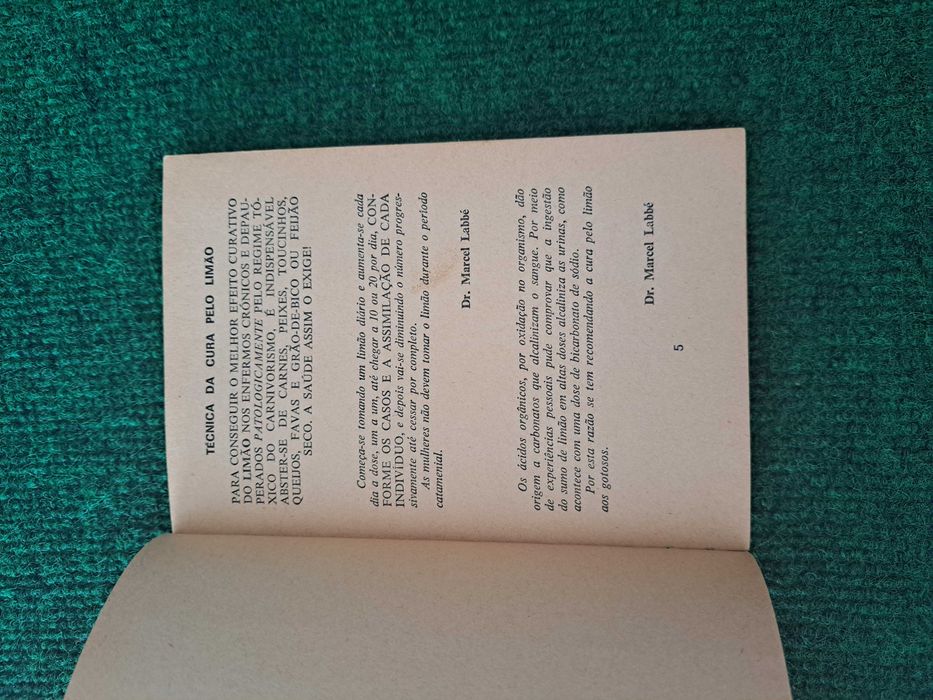 TÉCNICA DA CURA PELO LIMÃO
PARA CONSEGUIR O MELHOR EFEITO CURATIVO
DO LIMÃO NOS ENFERMOS CRÓNICOS E DEPAU-
PERADOS PATOLOGICAMENTE PELO REGIME TÓ-
XICO DO CARNIVORISMO, É INDISPENSÁVEL
ABSTER-SE DE CARNES, PEIXES, TOUCINHOS,
QUEIJOS, FAVAS E GRÃO-DE-BICO OU FEIJÃO
SECO. A SAÚDE ASSIM O EXIGE!
Começa-se tomando um limão diário e aumenta-se cada
dia a dose, um a um, até chegar a 10 ou 20 por dia, CON-
FORME OS CASOS E A ASSIMILAÇÃO DE CADA
INDIVÍDUO, e depois vai-se diminuindo o número progres-
sivamente até cessar por completo.
As mulheres não devem tomar o limão durante o período
catamenial.
Dr. Marcel Labbé
Os ácidos orgânicos, por oxidação no organismo, dão
origem a carbonatos que alcalinizam o sangue. Por meio
de experiências pessoais pude comprovar que a ingestão
do sumo de limão em altas doses alcaliniza as urinas, como
acontece com uma dose de bicarbonato de sódio.
Por esta razão se tem recomendando a cura pelo limão
aos gotosos.
Dr. Marcel Labbé
5